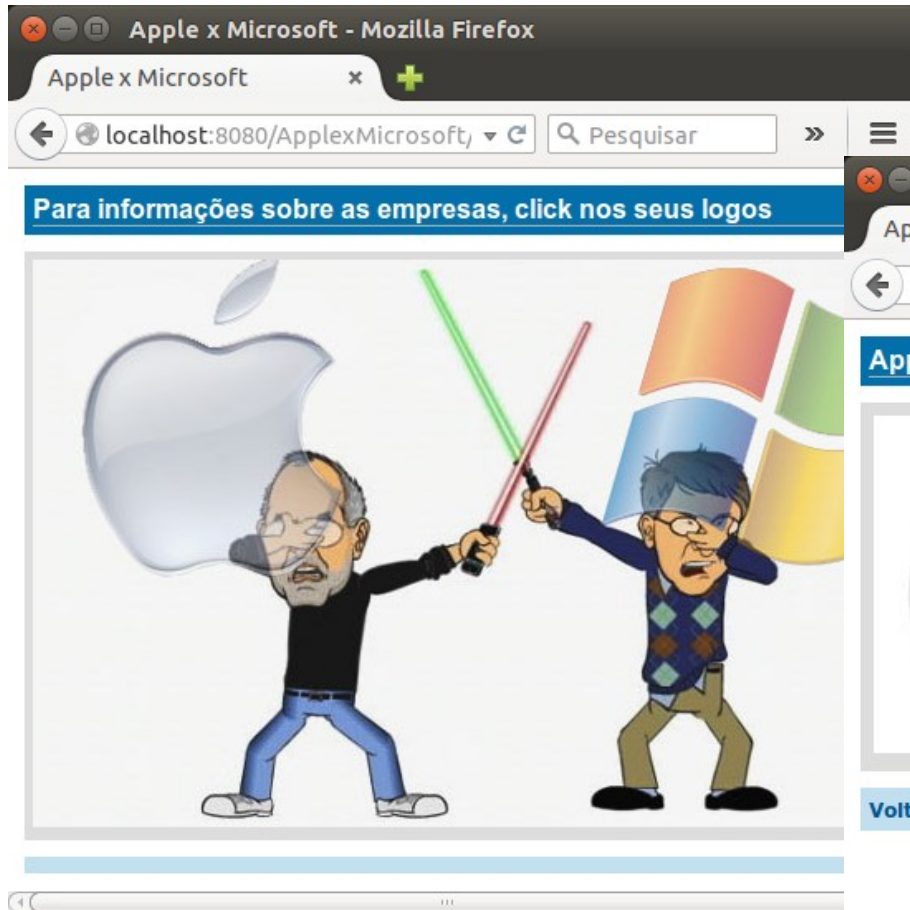 Apple x Microsoft - Mozilla Firefox
Apple x Microsoft
localhost:8080/ApplexMicrosoft/
Pesquisar
Para informações sobre as empresas, click nos seus logos
Ap
App
Volt